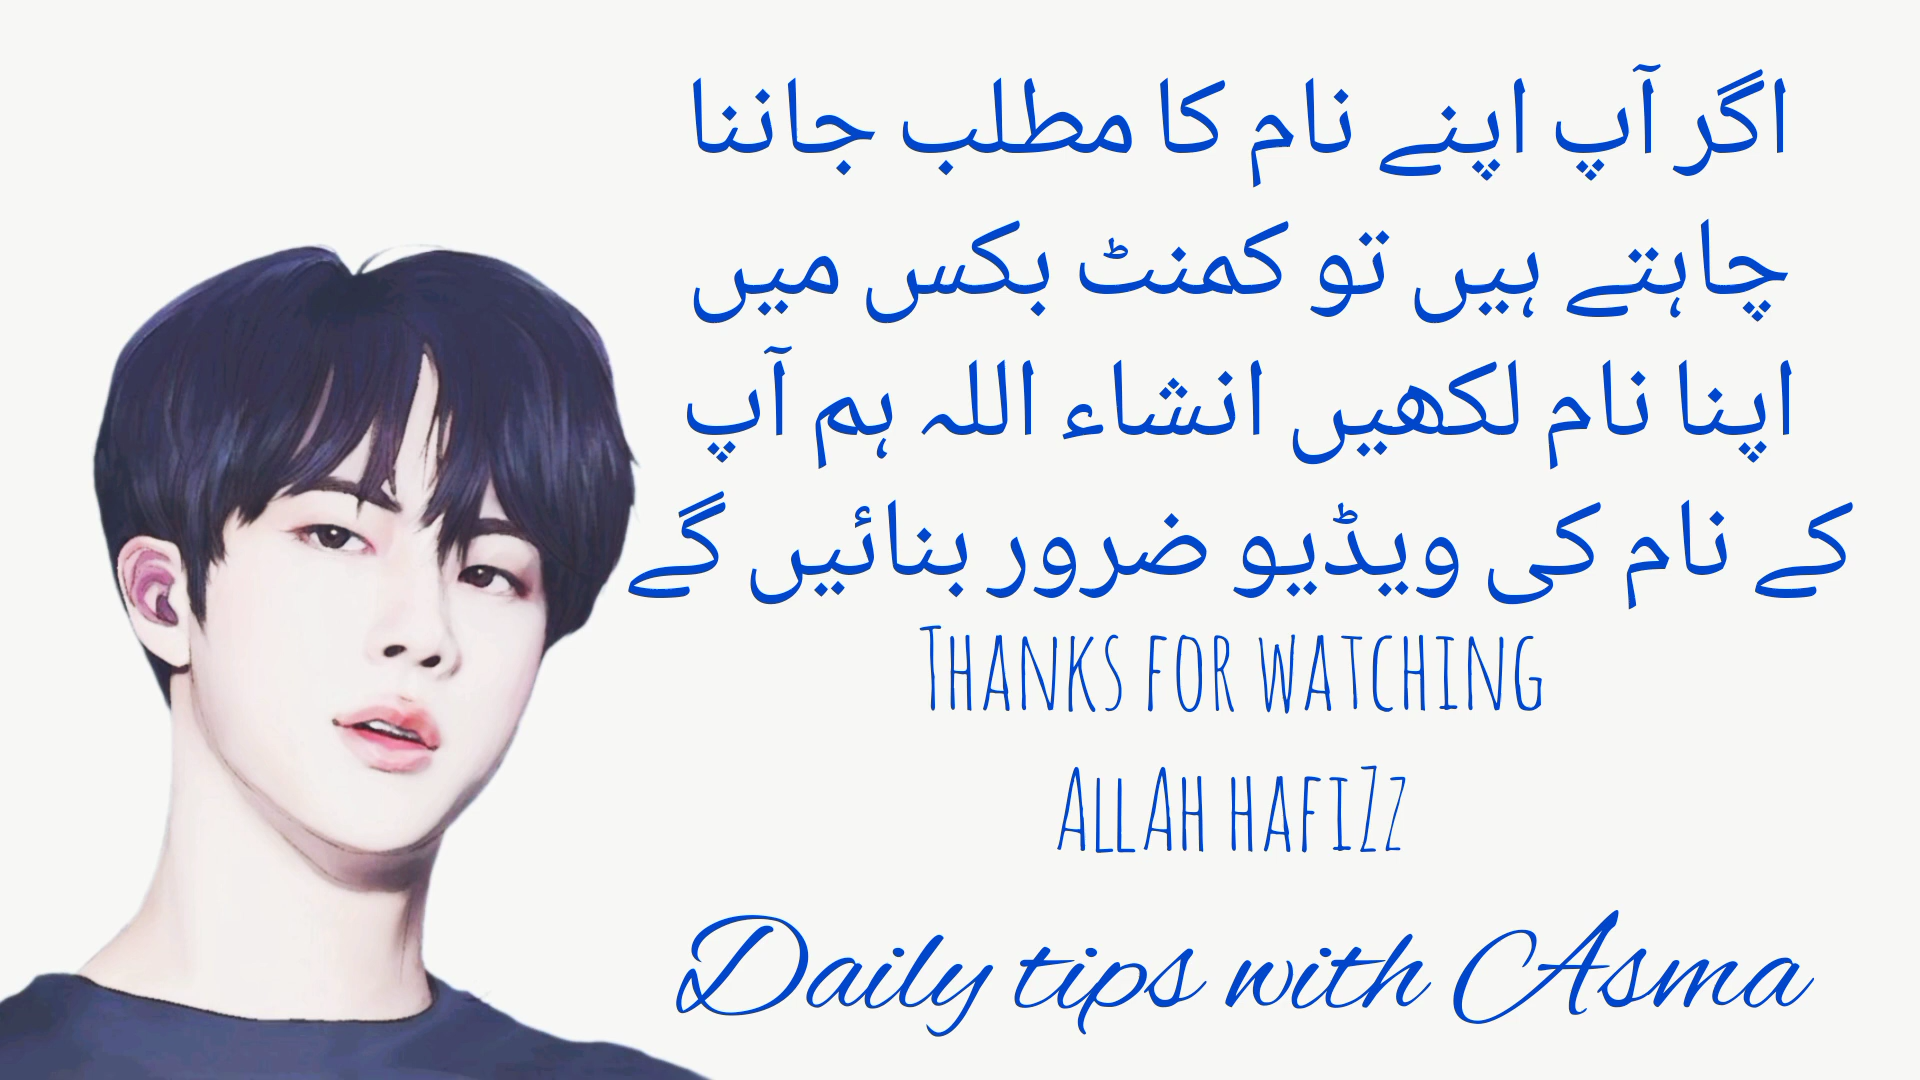 اگر آپ اپنے نام کا مطلب جاننا
چاہتے ہیں تو کمنٹ بکس میں
اپنا نام لکھیں انشاء اللہ ہم آپ
کے نام کی ویڈیو ضرور بنائیں گے
Thanks for watching
AllAh hafiZz
Daily tips with Asma